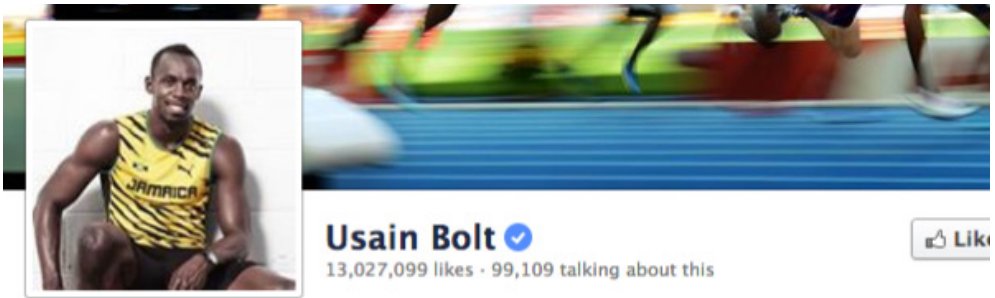 JAMAICA
Usain Bolt
13,027,099 likes · 99,109 talking about this
Like